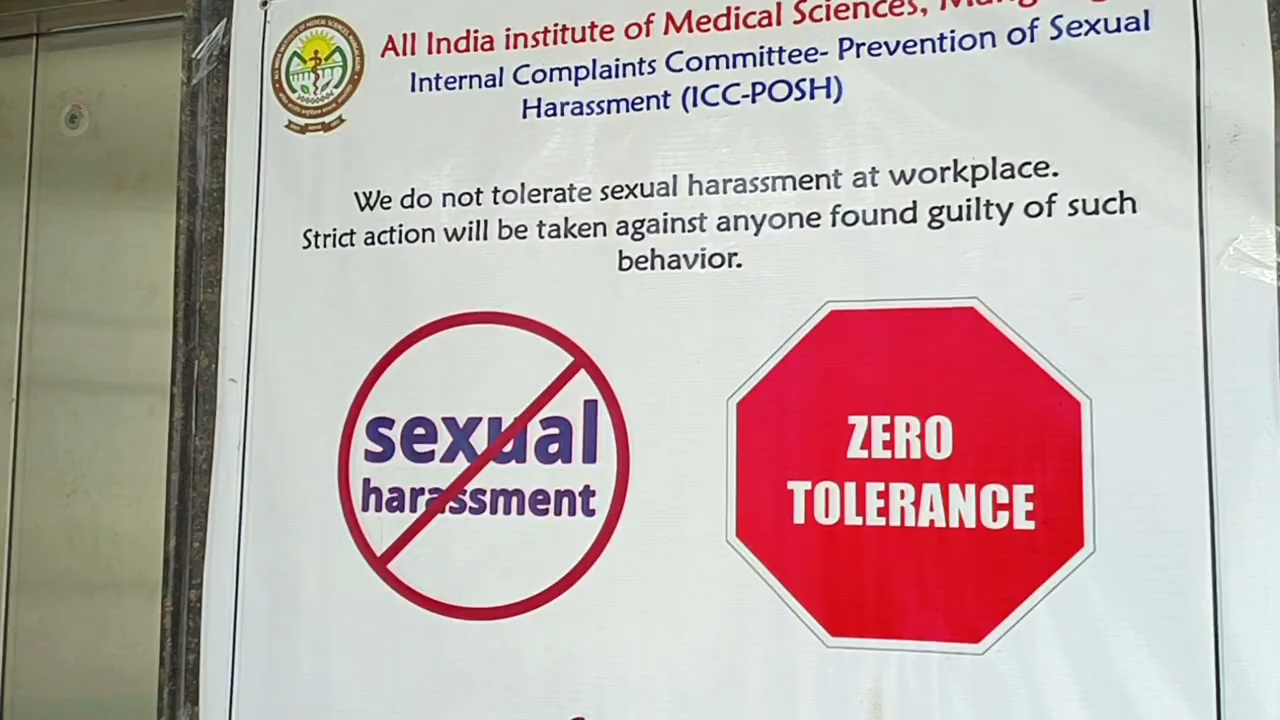 All India institute of Medical Sciences,
Internal Complaints Committee- Prevention of Sexual
Harassment (ICC-POSH)
We do not tolerate sexual harassment at workplace.
Strict action will be taken against anyone found guilty of such
behavior.
sexual
harassment
ZERO
TOLERANCE